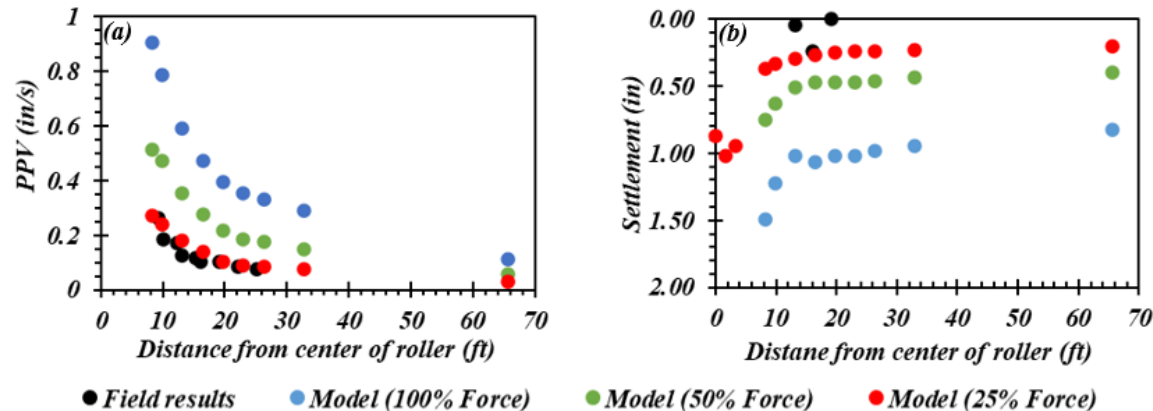 (a)
PPV (in/s)
1
0.8
0.6
0.4
0.2
0
0 10 20 30 40 50 60 70
Distance from center of roller (ft)
(b)
Settlement (in)
0.00
0.50
1.00
1.50
2.00
0 10 20 30 40 50 60 70
Distane from center of roller (ft)
Field results Model (100% Force) Model (50% Force) Model (25% Force)